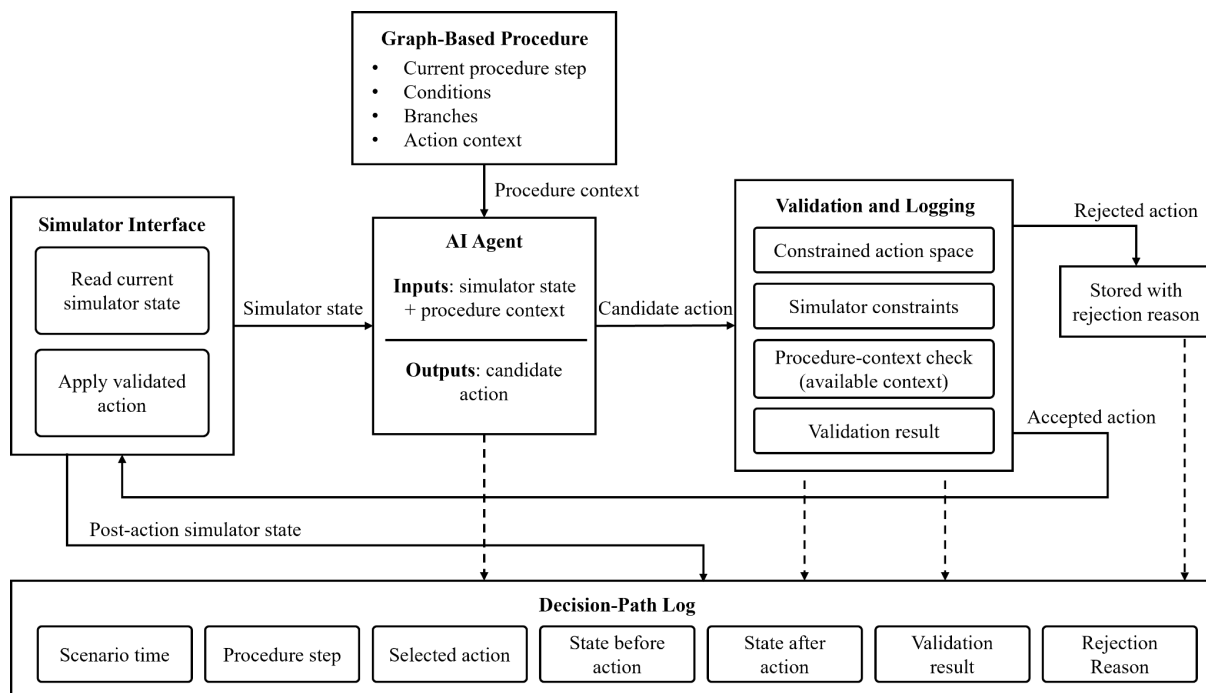 Graph-Based Procedure
• Current procedure step
• Conditions
• Branches
• Action context
Procedure context
Simulator Interface
Read current
simulator state
Apply validated
action
Simulator state
AI Agent
Inputs: simulator state
+ procedure context
Outputs: candidate
action
Candidate action
Validation and Logging
Constrained action space
Simulator constraints
Procedure-context check
(available context)
Validation result
Rejected action
Stored with
rejection reason
Accepted action
Post-action simulator state
Decision-Path Log
Scenario time
Procedure step
Selected action
State before
action
State after
action
Validation
result
Rejection
Reason